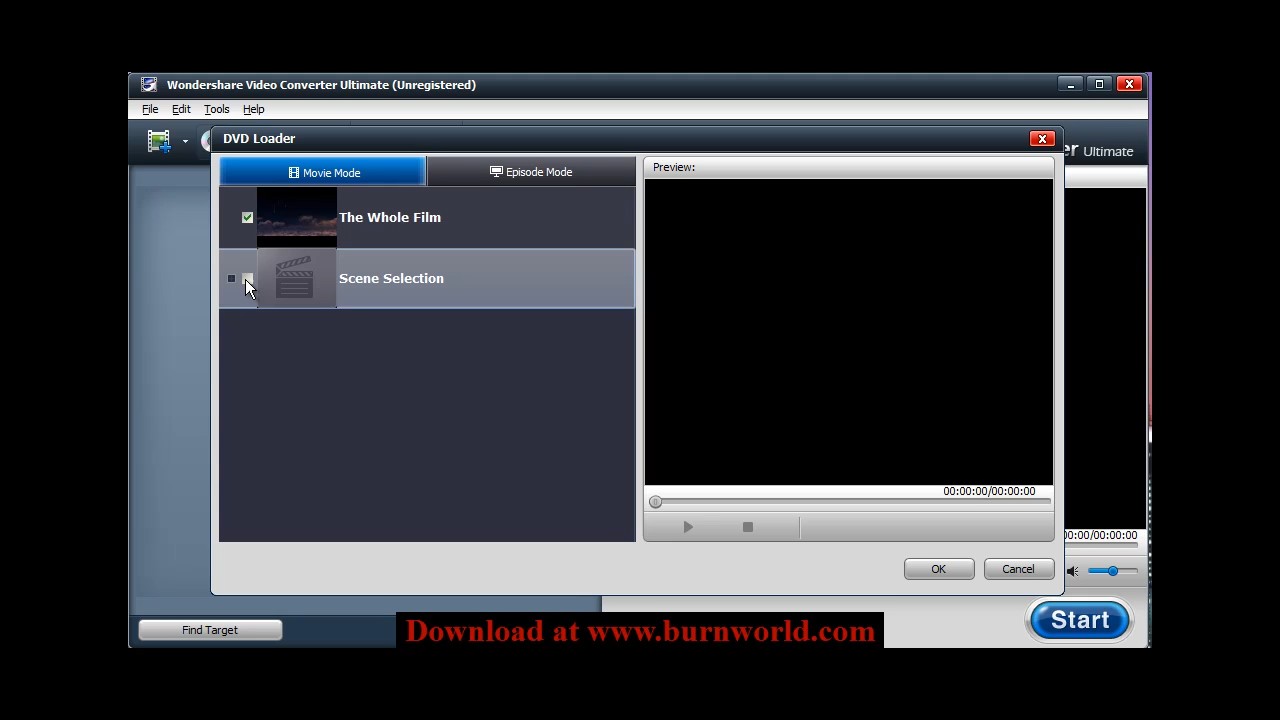 Wondershare Video Converter Ultimate (Unregistered)
File Edit Tools Help
DVD Loader
er Ultimate
Movie Mode
Episode Mode
Preview:
The Whole Film
Scene Selection
00:00:00/00:00:00
00:00/00:00:00
OK
Cancel
Start
Find Target
Download at www.burnworld.com